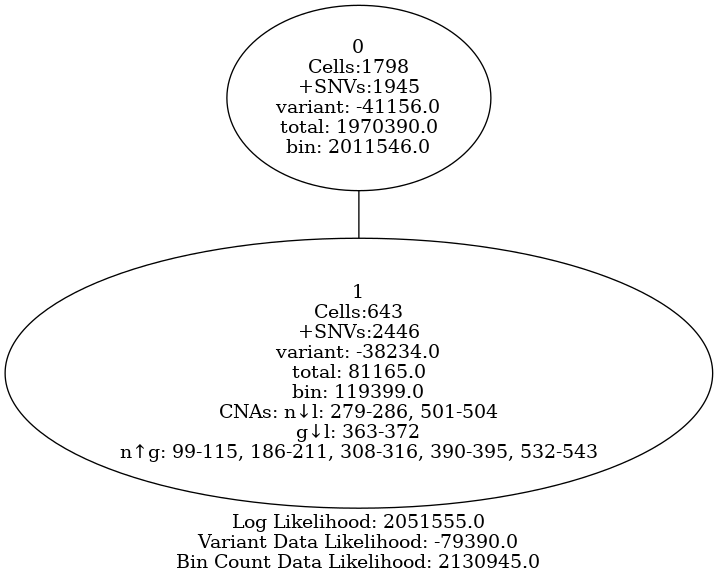 0
Cells:1798
+SNVs:1945
variant: -41156.0
total: 1970390.0
bin: 2011546.0
1
Cells:643
+SNVs:2446
variant: -38234.0
total: 81165.0
bin: 119399.0
CNAs: n↓l: 279-286, 501-504
g↓l: 363-372
n↑g: 99-115, 186-211, 308-316, 390-395, 532-543
Log Likelihood: 2051555.0
Variant Data Likelihood: -79390.0
Bin Count Data Likelihood: 2130945.0